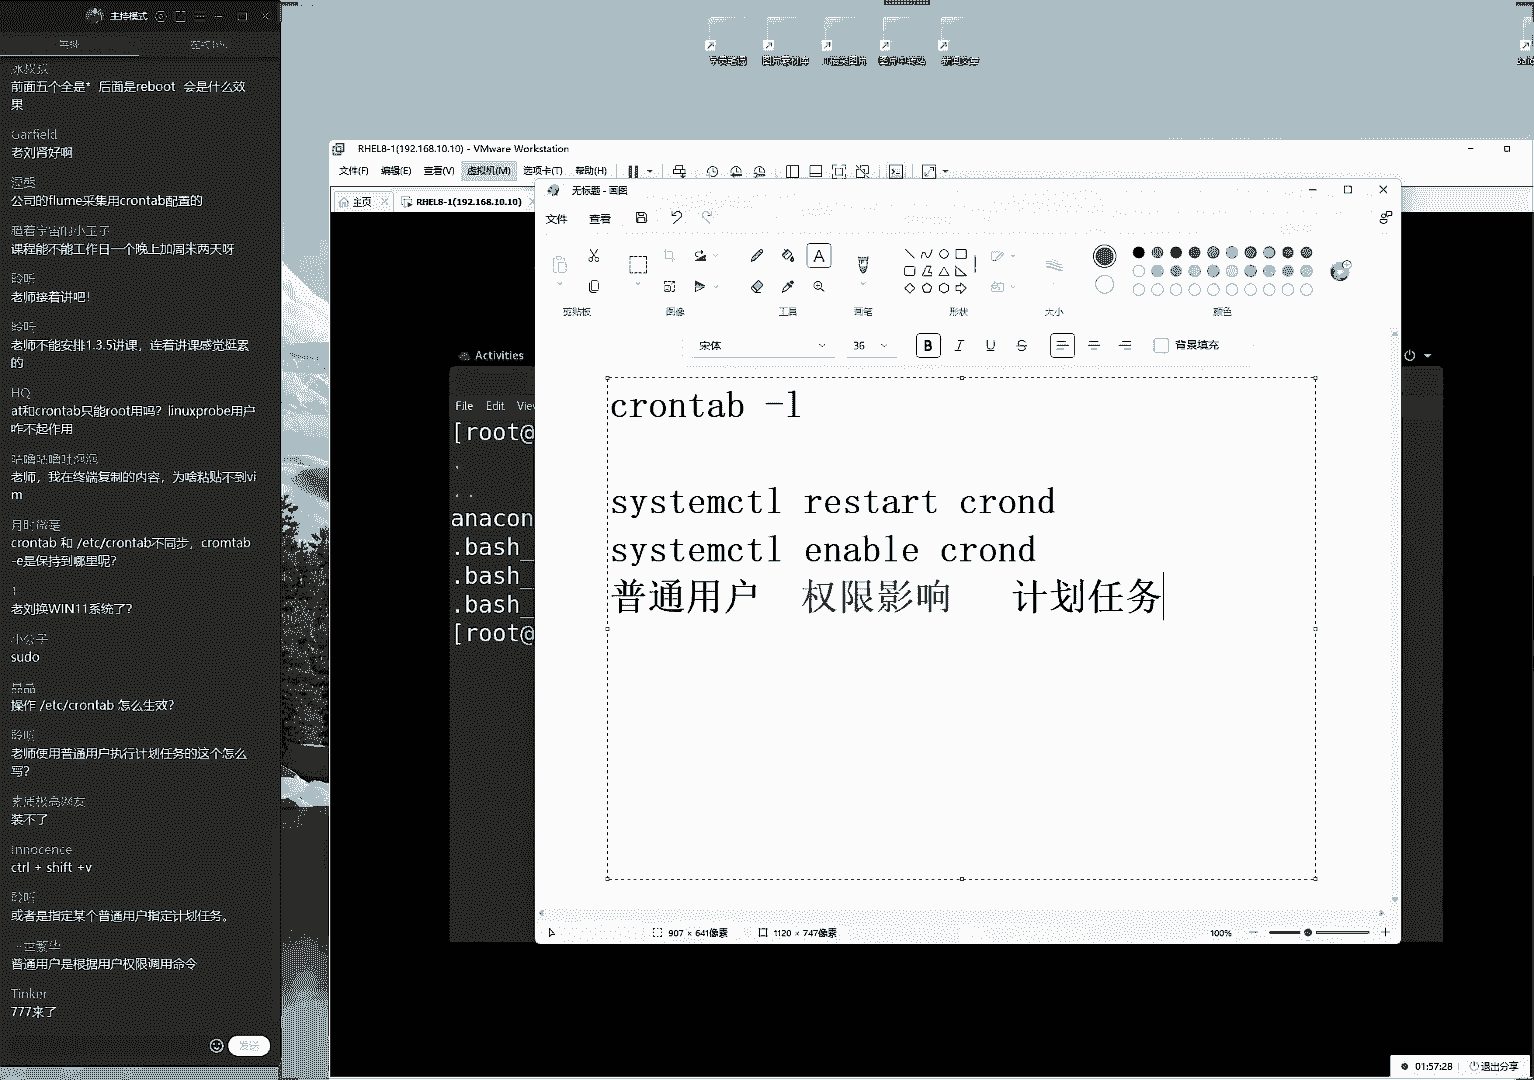 主持模式
前面五个全是* 后面是reboot 会是什么效
果
Garfield
老刘肾好啊
公司的flume采集用crontab配置的
课程能不能工作日一个晚上加周末两天呀
聆听
老师接着讲吧!
聆听
老师不能安排1.3.5讲课，连着讲课感觉挺累
的
HQ
at和crontab只能root用吗？linuxprobe用户
咋不起作用
老师，我在终端复制的内容，为啥粘贴不到vi
m
crontab 和 /etc/crontab不同步，cromtab
-e是保持到哪里呢？
1
老刘换WIN11系统了？
小公子
sudo
晶晶
操作 /etc/crontab 怎么生效？
聆听
老师使用普通用户执行计划任务的这个怎么
写？
装不了
Innocence
ctrl + shift +v
聆听
或者是指定某个普通用户指定计划任务。
普通用户是根据用户权限调用命令
Tinker
777来了
发送
RHEL8-1(192.168.10.10) - VMware Workstation
文件(F) 编辑(E) 查看(V) 虚拟机(M) 选项卡(T) 帮助(H)
主页 RHEL8-1(192.168.10.10)
Activities
File Edit View
[root@
.
..
anacon
.bash_
.bash_
.bash_
[root@
无标题 - 画图
文件 查看
剪贴板 图像 工具 画笔 形状 大小 颜色
宋体 36 B I U S 背景填充
crontab -l
systemctl restart crond
systemctl enable crond
普通用户 权限影响 计划任务
907 × 641像素 1120 × 747像素 100%
01:57:28 退出分享